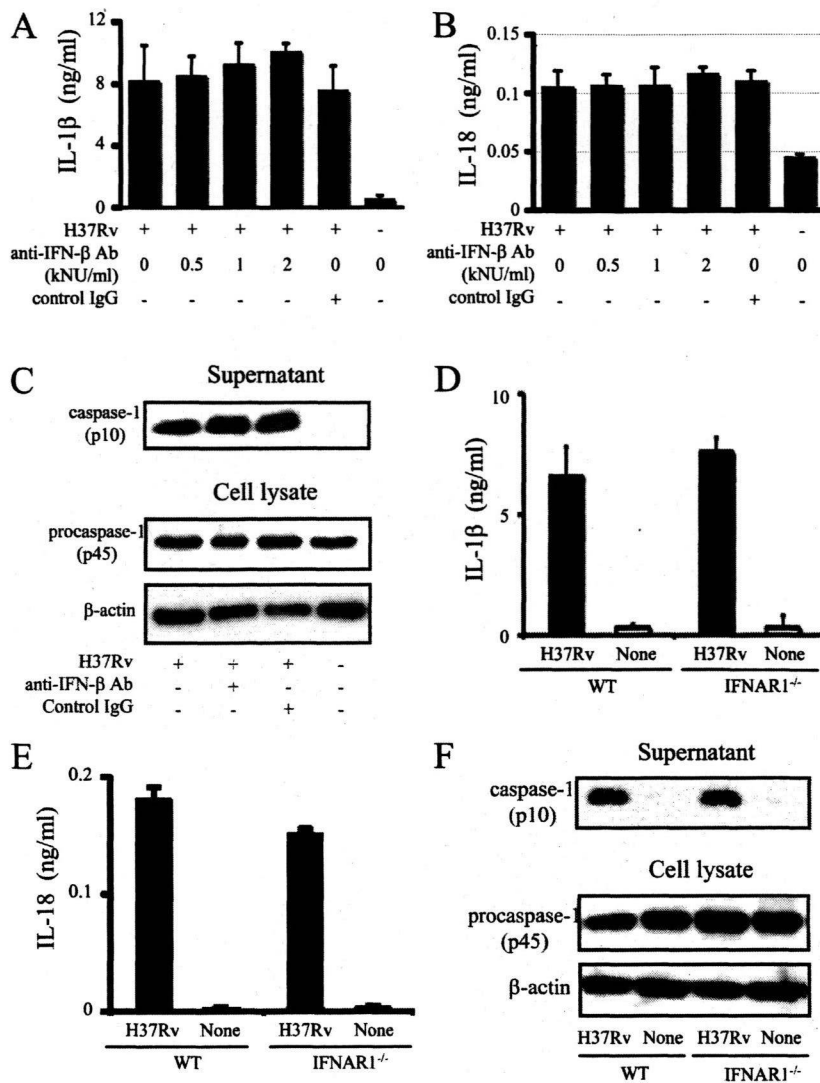 A
IL-1β (ng/ml)
12
8
4
0
H37Rv + + + + + -
anti-IFN-β Ab
(kNU/ml) 0 0.5 1 2 0 0
control IgG - - - - + -
B
IL-18 (ng/ml)
0.15
0.10
0.05
0
H37Rv + + + + + -
anti-IFN-β Ab
(kNU/ml) 0 0.5 1 2 0 0
control IgG - - - - + -
C
Supernatant
caspase-1
(p10)
Cell lysate
procaspase-1
(p45)
β-actin
H37Rv + + + -
anti-IFN-β Ab - + - -
Control IgG - - + -
D
IL-1β (ng/ml)
10
5
0
H37Rv None H37Rv None
WT IFNAR1-/-
E
IL-18 (ng/ml)
0.2
0.1
0
H37Rv None H37Rv None
WT IFNAR1-/-
F
Supernatant
caspase-1
(p10)
Cell lysate
procaspase-1
(p45)
β-actin
H37Rv None H37Rv None
WT IFNAR1-/-